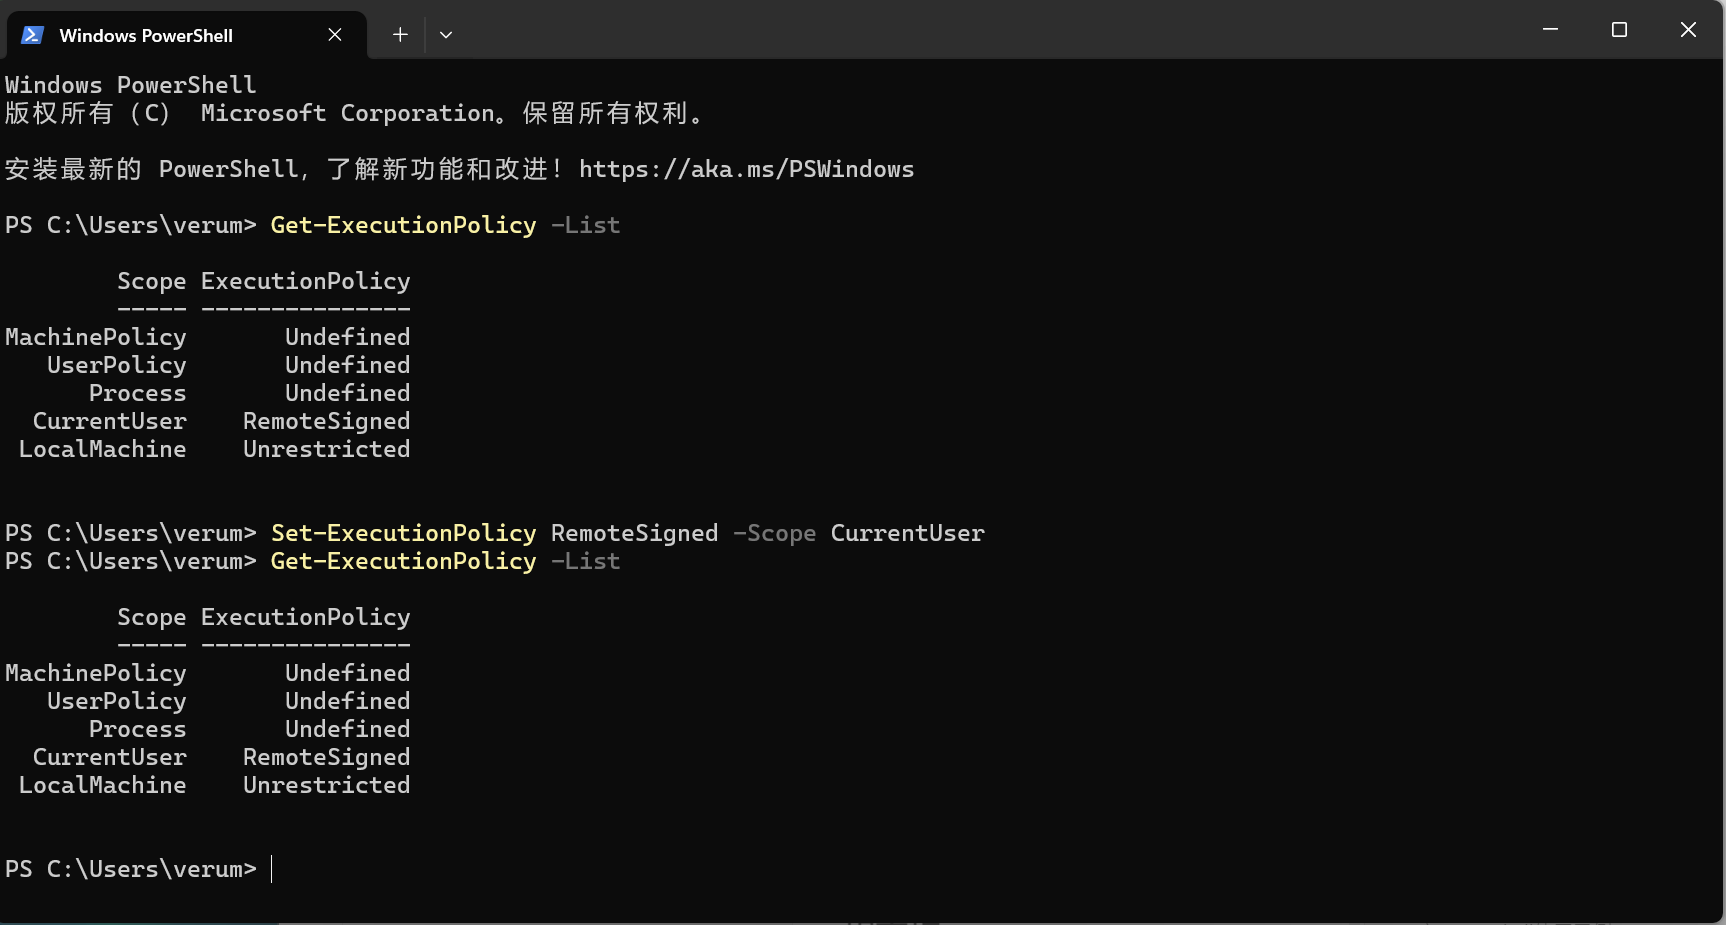 Windows PowerShell
Windows PowerShell
版权所有（C） Microsoft Corporation。保留所有权利。
安装最新的 PowerShell，了解新功能和改进！https://aka.ms/PSWindows
PS C:\Users\verum> Get-ExecutionPolicy -List
Scope ExecutionPolicy
----- ---------------
MachinePolicy Undefined
UserPolicy Undefined
Process Undefined
CurrentUser RemoteSigned
LocalMachine Unrestricted
PS C:\Users\verum> Set-ExecutionPolicy RemoteSigned -Scope CurrentUser
PS C:\Users\verum> Get-ExecutionPolicy -List
Scope ExecutionPolicy
----- ---------------
MachinePolicy Undefined
UserPolicy Undefined
Process Undefined
CurrentUser RemoteSigned
LocalMachine Unrestricted
PS C:\Users\verum>